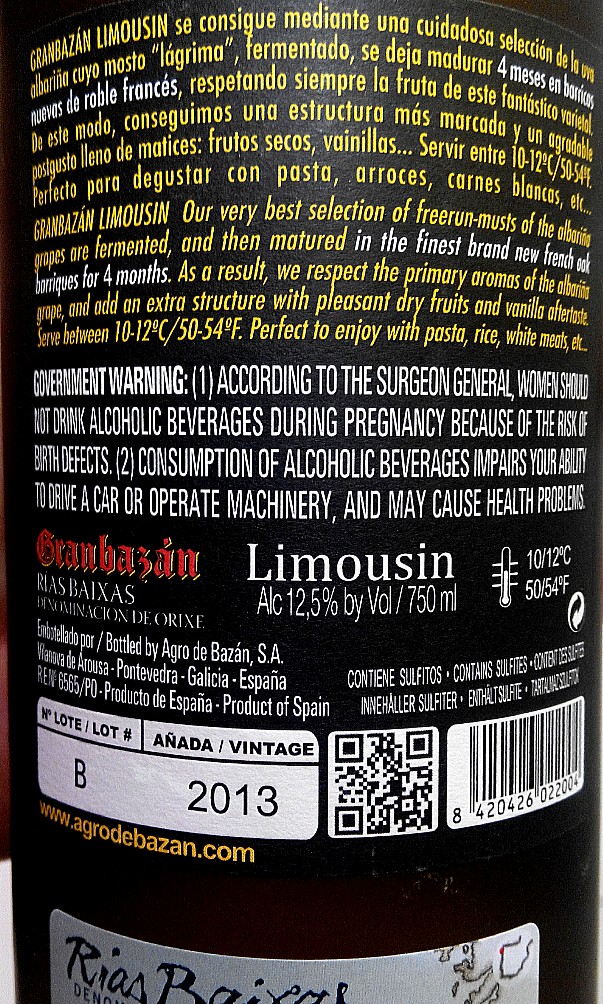 GRANBAZÁN LIMOUSIN se consigue mediante una cuidadosa selección de la uva
albariña cuyo mosto "lágrima", fermentado, se deja madurar 4 meses en barricas
nuevas de roble francés, respetando siempre la fruta de este fantástico varietal.
De este modo, conseguimos una estructura más marcada y un agradable
postgusto lleno de matices: frutos secos, vainillas... Servir entre 10-12ºC/50-54ºF.
Perfecto para degustar con pasta, arroces, carnes blancas, etc...
GRANBAZÁN LIMOUSIN Our very best selection of freerun-musts of the albariña
grapes are fermented, and then matured in the finest brand new french oak
barriques for 4 months. As a result, we respect the primary aromas of the albariña
grape, and add an extra structure with pleasant dry fruits and vanilla aftertaste.
Serve between 10-12ºC/50-54ºF. Perfect to enjoy with pasta, rice, white meats, etc...
GOVERNMENT WARNING: (1) ACCORDING TO THE SURGEON GENERAL, WOMEN SHOULD
NOT DRINK ALCOHOLIC BEVERAGES DURING PREGNANCY BECAUSE OF THE RISK OF
BIRTH DEFECTS. (2) CONSUMPTION OF ALCOHOLIC BEVERAGES IMPAIRS YOUR ABILITY
TO DRIVE A CAR OR OPERATE MACHINERY, AND MAY CAUSE HEALTH PROBLEMS.
Granbazán Limousin 10/12ºC
RIAS BAIXAS Alc 12,5% by Vol / 750 ml 50/54ºF
DENOMINACION DE ORIXE
Embotellado por / Bottled by Agro de Bazán, S.A.
Vilanova de Arousa - Pontevedra - Galicia - España
R.E Nº 6565/PO - Producto de España - Product of Spain
CONTIENE SULFITOS • CONTAINS SULFITES • CONTIENT DES SULFITES
INNEHÅLLER SULFITER • ENTHÄLT SULFITE •
Nº LOTE / LOT # AÑADA / VINTAGE
B 2013
8 420426 022004
www.agrodebazan.com
Rias Baixas